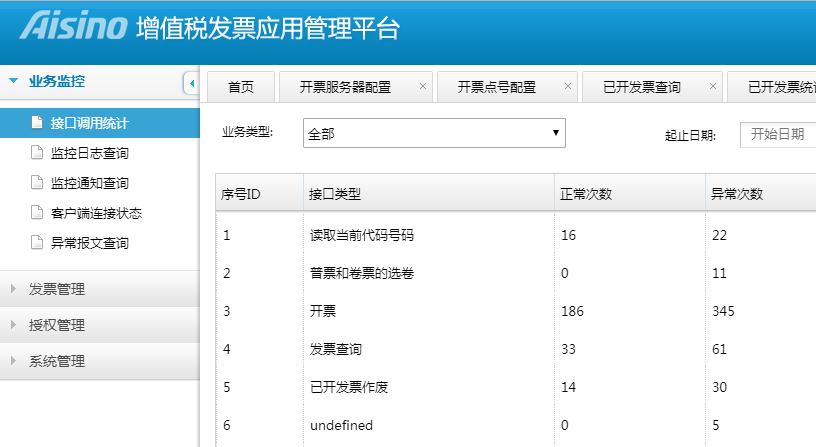 Aisino 增值税发票应用管理平台
业务监控
接口调用统计
监控日志查询
监控通知查询
客户端连接状态
异常报文查询
发票管理
授权管理
系统管理
首页 开票服务器配置 × 开票点号配置 × 已开发票查询 × 已开发票统
业务类型: 全部 起止日期: 开始日期
序号ID 接口类型 正常次数 异常次数
1 读取当前代码号码 16 22
2 普票和卷票的选卷 0 11
3 开票 186 345
4 发票查询 33 61
5 已开发票作废 14 30
6 undefined 0 5